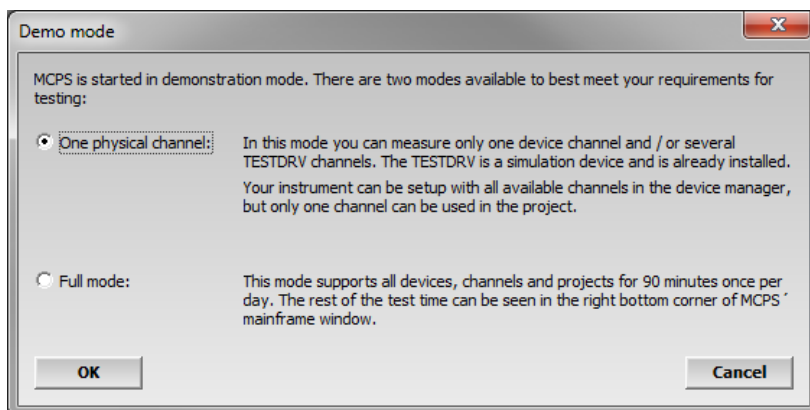 Demo mode
MCPS is started in demonstration mode. There are two modes available to best meet your requirements for
testing:
One physical channel:
In this mode you can measure only one device channel and / or several
TESTDRV channels. The TESTDRV is a simulation device and is already installed.
Your instrument can be setup with all available channels in the device manager,
but only one channel can be used in the project.
Full mode:
This mode supports all devices, channels and projects for 90 minutes once per
day. The rest of the test time can be seen in the right bottom corner of MCPS´
mainframe window.
OK
Cancel